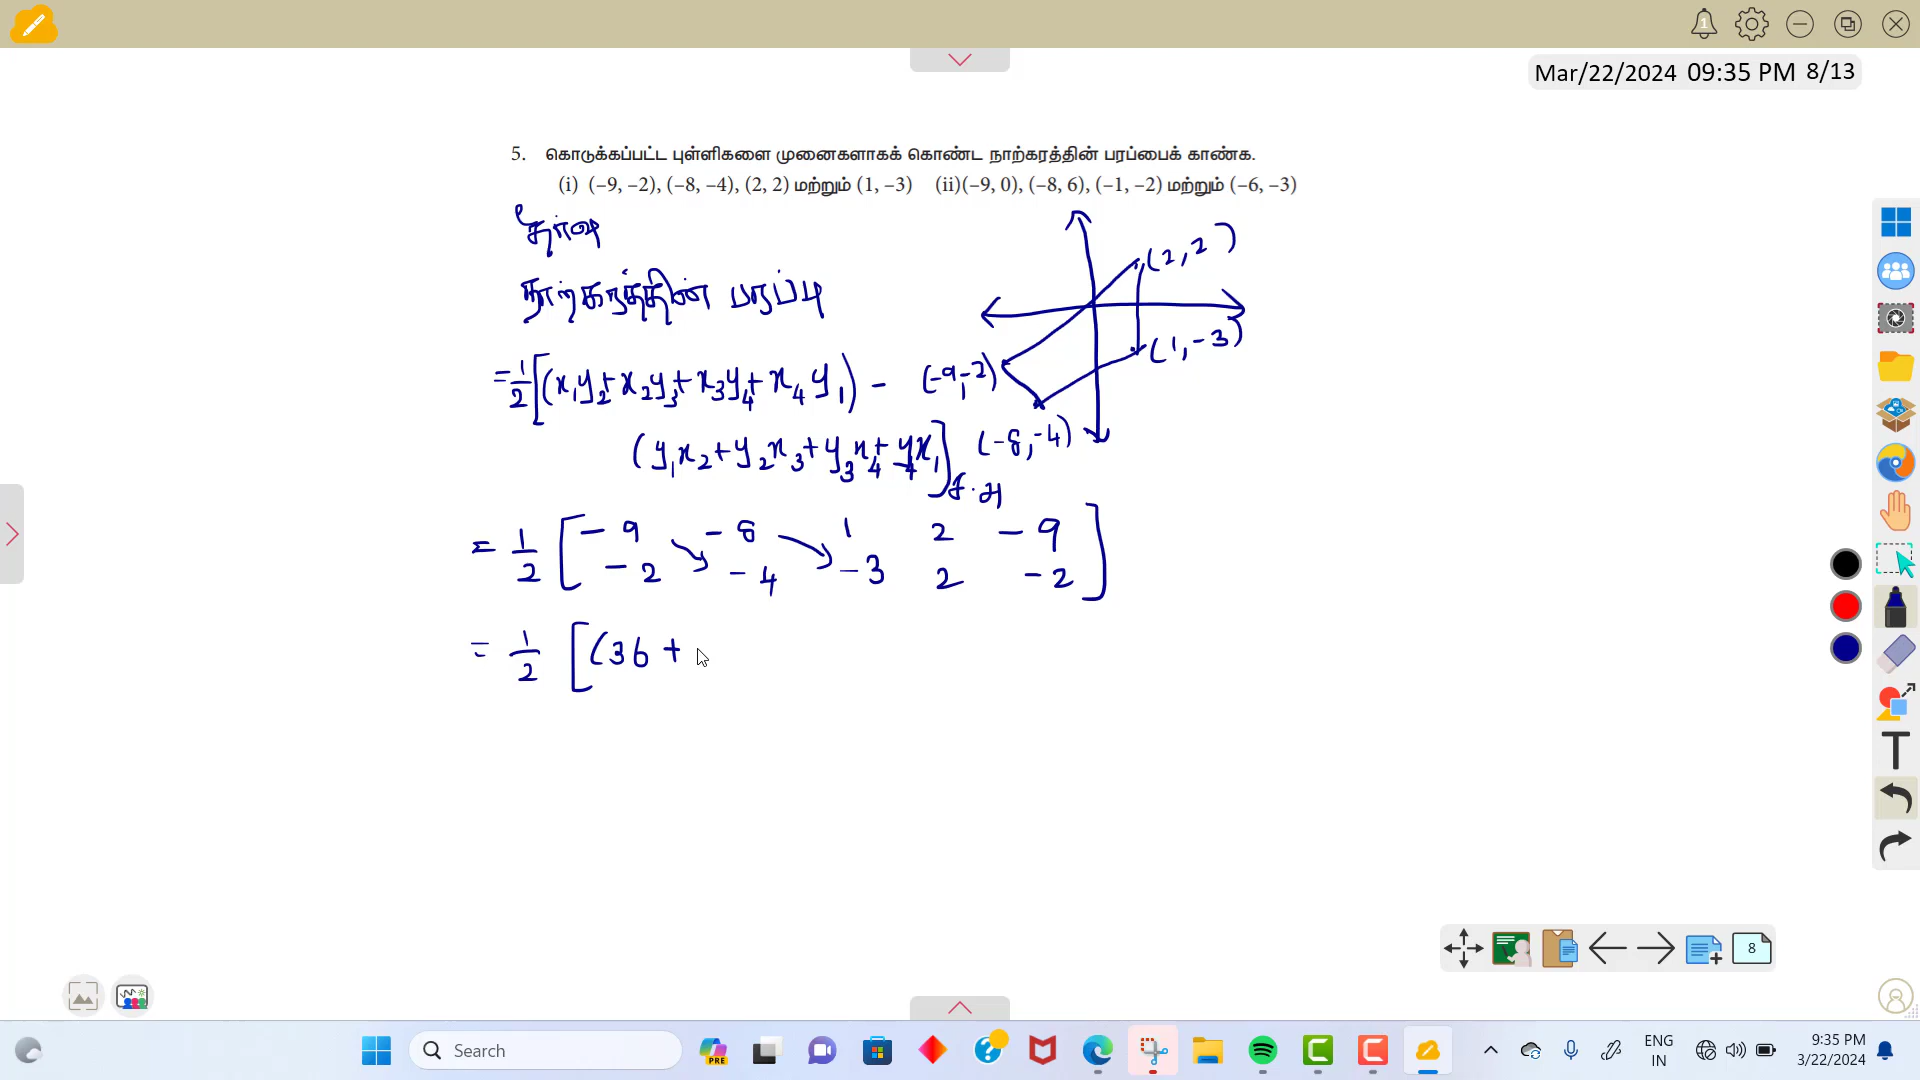 Mar/22/2024 09:35 PM 8/13
5. கொடுக்கப்பட்ட புள்ளிகளை முனைகளாகக் கொண்ட நாற்கரத்தின் பரப்பைக் காண்க.
(i) (–9, –2), (–8, –4), (2, 2) மற்றும் (1, –3) (ii)(–9, 0), (–8, 6), (–1, –2) மற்றும் (–6, –3)
நாற்கரத்தின் பரப்பு
(2, 2)
(1, -3)
(-9, -2)
(-8, -4)
= 1/2 [(x₁y₂+x₂y₃+x₃y₄+x₄y₁) -
(y₁x₂+y₂x₃+y₃x₄+y₄x₁)] ச.அ
= 1/2 [ -9 -8 1 2 -9
-2 -4 -3 2 -2 ]
= 1/2 [(36 +
T
8
Search
PRE
ENG
IN
9:35 PM
3/22/2024